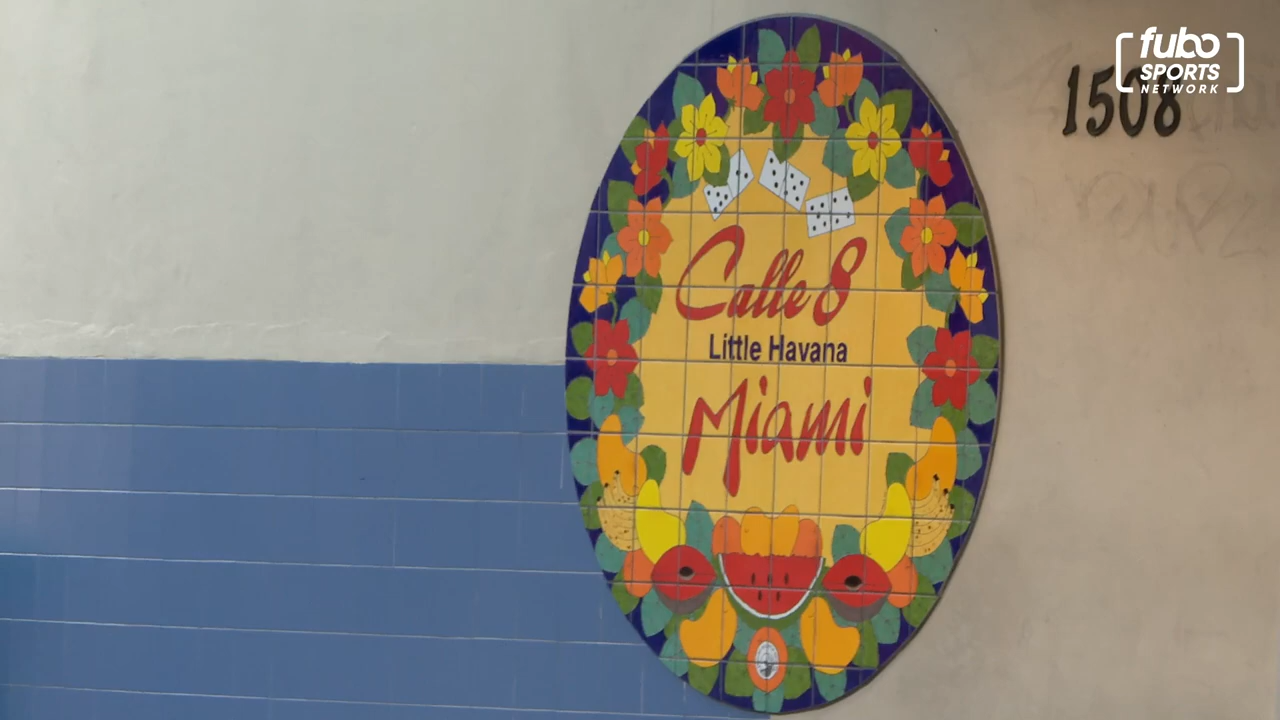 Calle 8
Little Havana
Miami
1508
fubo
SPORTS
NETWORK